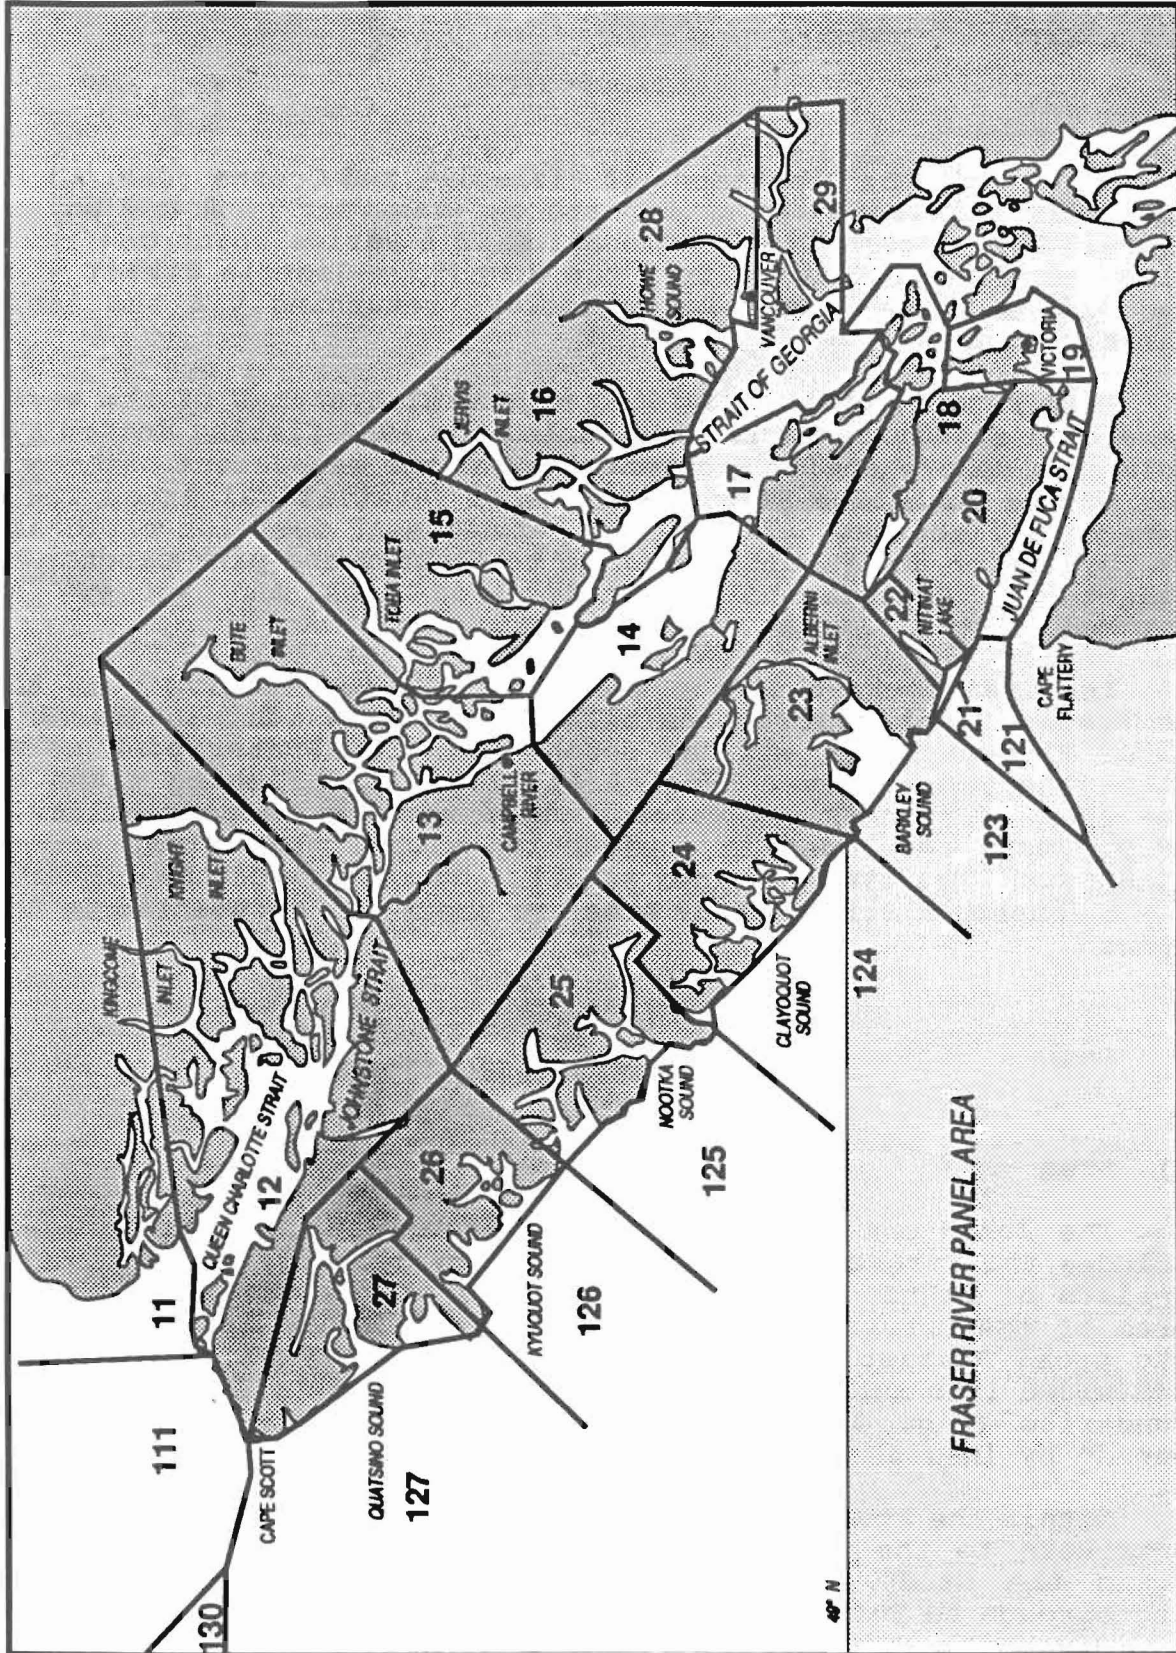 130
111
11
CAPE SCOTT
QUEEN CHARLOTTE STRAIT
12
KINGCOME
INLET
KNIGHT
INLET
JOHNSTONE STRAIT
BUTE
INLET
13
CAMPBELL
RIVER
TOBA INLET
15
JERVIS
INLET
16
HOWE
SOUND
28
VANCOUVER
29
STRAIT OF GEORGIA
14
17
18
VICTORIA
19
20
JUAN DE FUCA STRAIT
QUATSINO SOUND
127
27
26
KYUQUOT SOUND
126
25
NOOTKA
SOUND
125
24
CLAYOQUOT
SOUND
124
23
ALBERNI
INLET
BARKLEY
SOUND
123
22
NITINAT
LAKE
21
121
CAPE
FLATTERY
49° N
FRASER RIVER PANEL AREA